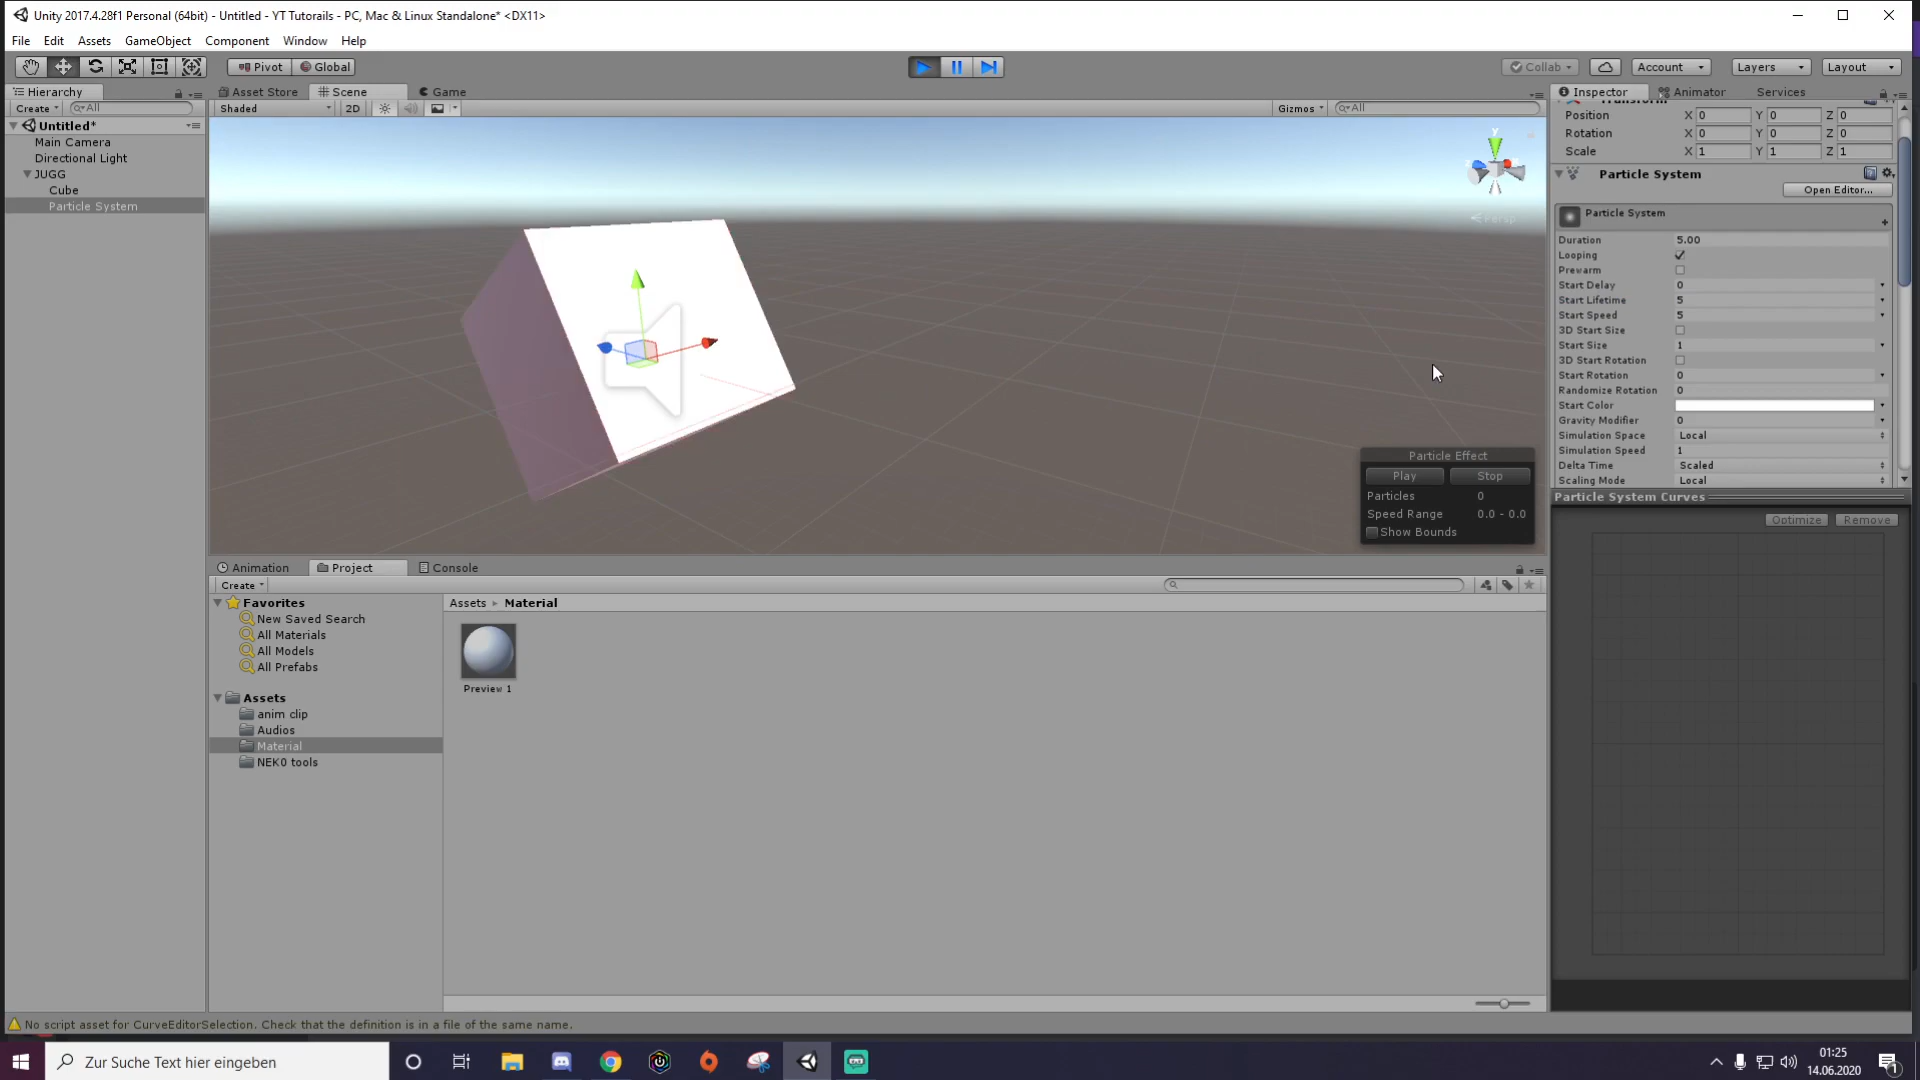 Unity 2017.4.28f1 Personal (64bit) - Untitled - YT Tutorails - PC, Mac & Linux Standalone* <DX11>
File Edit Assets GameObject Component Window Help
Pivot Global Collab Account Layers Layout
Hierarchy Asset Store Scene Game Inspector Animator Services
Create All Shaded 2D Gizmos All
Untitled*
Main Camera
Directional Light
JUGG
Cube
Particle System
y
Persp
Position X 0 Y 0 Z 0
Rotation X 0 Y 0 Z 0
Scale X 1 Y 1 Z 1
Particle System
Open Editor...
Particle System
Duration 5.00
Looping
Prewarm
Start Delay 0
Start Lifetime 5
Start Speed 5
3D Start Size
Start Size 1
3D Start Rotation
Start Rotation 0
Randomize Rotation 0
Start Color
Gravity Modifier 0
Simulation Space Local
Simulation Speed 1
Delta Time Scaled
Scaling Mode Local
Particle Effect
Play Stop
Particles 0
Speed Range 0.0 - 0.0
Show Bounds
Particle System Curves
Optimize Remove
Animation Project Console
Create
Favorites
New Saved Search
All Materials
All Models
All Prefabs
Assets
anim clip
Audios
Material
NEK0 tools
Assets Material
Preview 1
No script asset for CurveEditorSelection. Check that the definition is in a file of the same name.
Zur Suche Text hier eingeben
01:25
14.06.2020
1